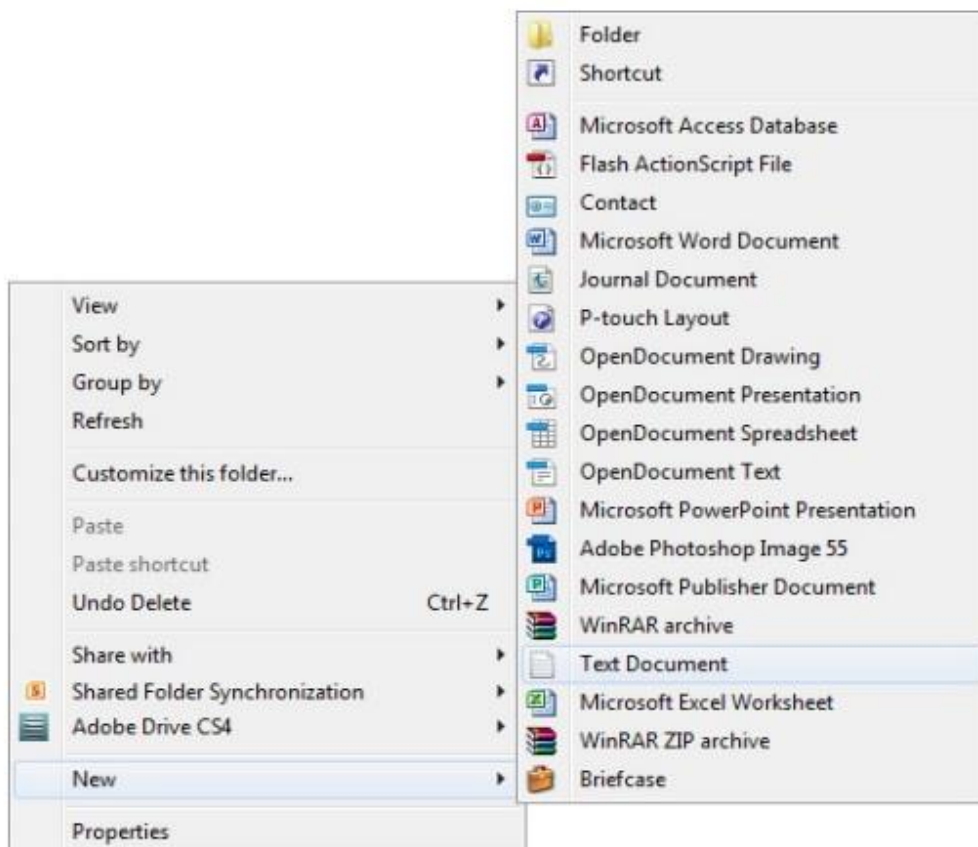 View
Sort by
Group by
Refresh
Customize this folder...
Paste
Paste shortcut
Undo Delete Ctrl+Z
Share with
Shared Folder Synchronization
Adobe Drive CS4
New
Properties
Folder
Shortcut
Microsoft Access Database
Flash ActionScript File
Contact
Microsoft Word Document
Journal Document
P-touch Layout
OpenDocument Drawing
OpenDocument Presentation
OpenDocument Spreadsheet
OpenDocument Text
Microsoft PowerPoint Presentation
Adobe Photoshop Image 55
Microsoft Publisher Document
WinRAR archive
Text Document
Microsoft Excel Worksheet
WinRAR ZIP archive
Briefcase